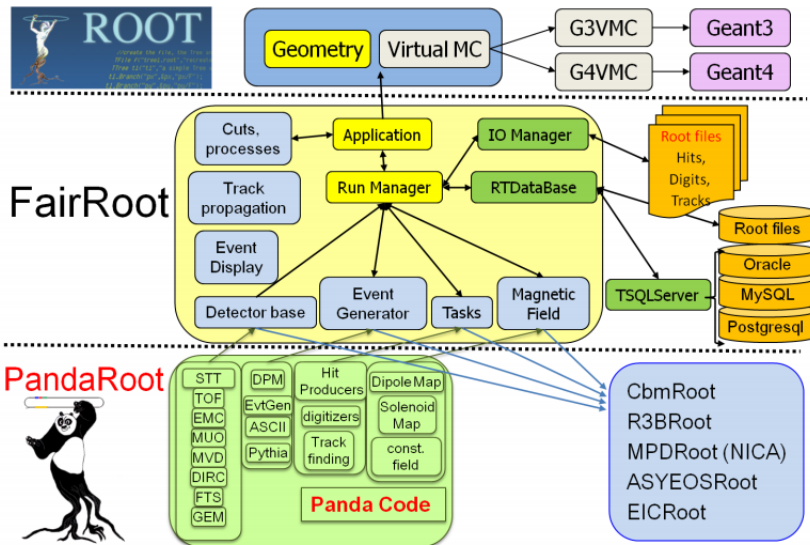 ROOT
Geometry
Virtual MC
G3VMC
Geant3
G4VMC
Geant4
FairRoot
Cuts,
processes
Application
IO Manager
Root files
Hits,
Digits,
Tracks
Track
propagation
Run Manager
RTDataBase
Root files
Event
Display
Oracle
TSQLServer
MySQL
Postgresql
Detector base
Event
Generator
Tasks
Magnetic
Field
PandaRoot
STT
TOF
EMC
MUO
MVD
DIRC
FTS
GEM
DPM
EvtGen
ASCII
Pythia
Hit
Producers
digitizers
Track
finding
Dipole Map
Solenoid
Map
const.
field
Panda Code
CbmRoot
R3BRoot
MPDRoot (NICA)
ASYEOSRoot
EICRoot